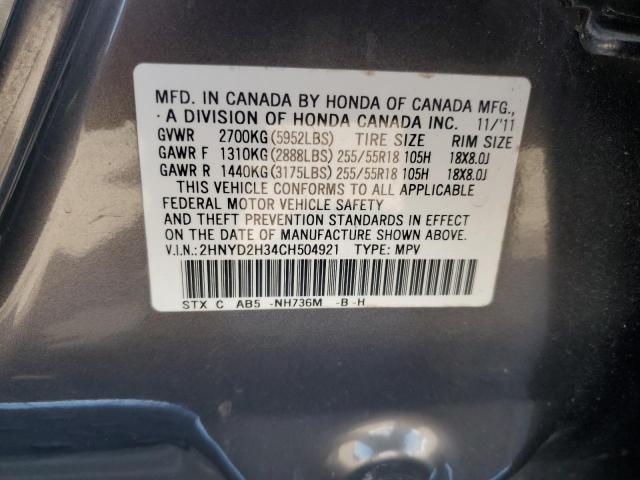 MFD. IN CANADA BY HONDA OF CANADA MFG.,
A DIVISION OF HONDA CANADA INC. 11/'11
GVWR 2700KG(5952LBS) TIRE SIZE RIM SIZE
GAWR F 1310KG(2888LBS) 255/55R18 105H 18X8.0J
GAWR R 1440KG(3175LBS) 255/55R18 105H 18X8.0J
THIS VEHICLE CONFORMS TO ALL APPLICABLE
FEDERAL MOTOR VEHICLE SAFETY
AND THEFT PREVENTION STANDARDS IN EFFECT
ON THE DATE OF MANUFACTURE SHOWN ABOVE.
V.I.N.:2HNYD2H34CH504921 TYPE: MPV
STX C AB5 -NH736M -B-H